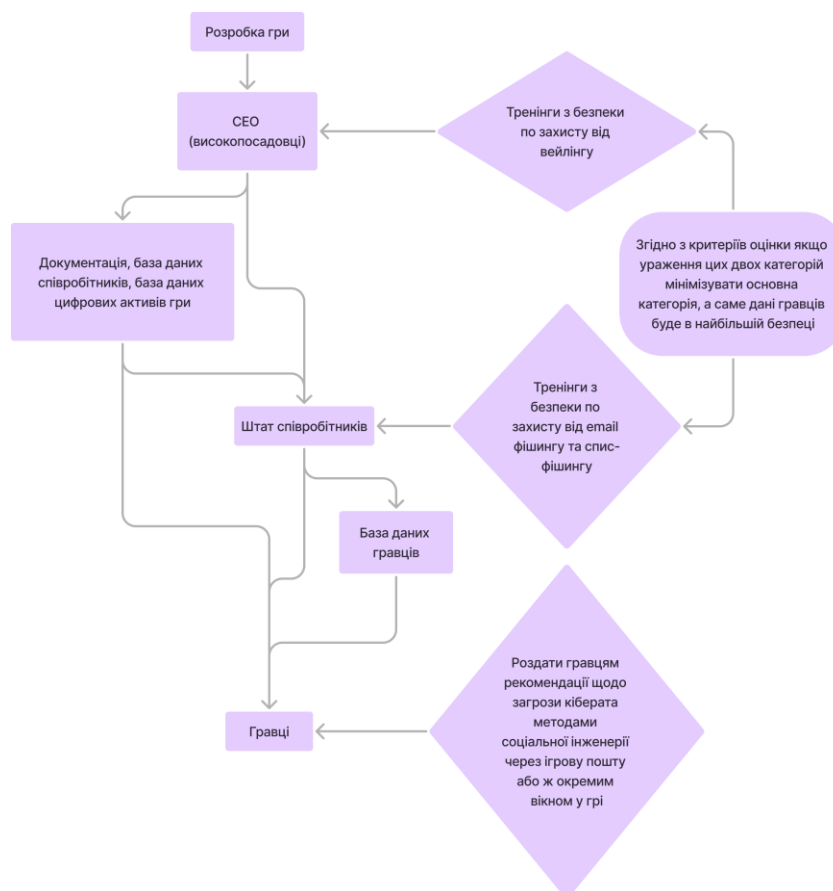 Розробка гри
CEO
(високопосадовці)
Тренінги з безпеки
по захисту від
вейлінгу
Документація, база даних
співробітників, база даних
цифрових активів гри
Згідно з критеріїв оцінки якщо
ураження цих двох категорій
мінімізувати основна
категорія, а саме дані гравців
буде в найбільшій безпеці
Штат співробітників
Тренінги з
безпеки по
захисту від email
фішингу та спис-
фішингу
База даних
гравців
Гравці
Роздати гравцям
рекомендації щодо
загрози кіберата
методами
соціальної інженерії
через ігрову пошту
або ж окремим
вікном у грі